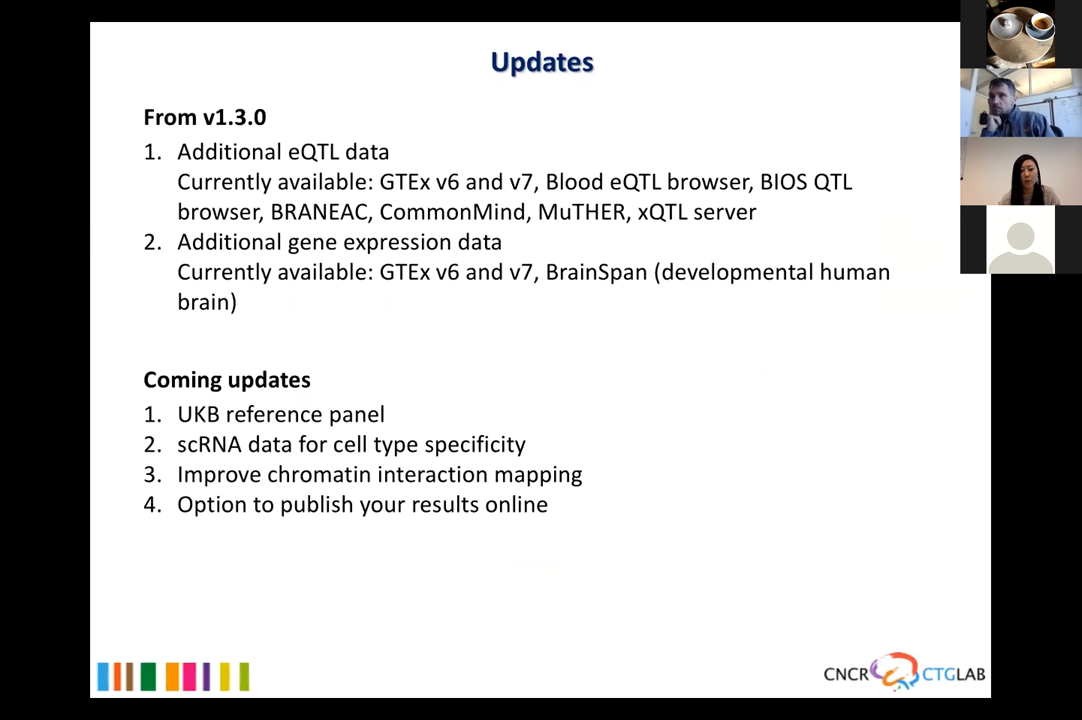 Updates
From v1.3.0
1. Additional eQTL data
Currently available: GTEx v6 and v7, Blood eQTL browser, BIOS QTL
browser, BRANEAC, CommonMind, MuTHER, xQTL server
2. Additional gene expression data
Currently available: GTEx v6 and v7, BrainSpan (developmental human
brain)
Coming updates
1. UKB reference panel
2. scRNA data for cell type specificity
3. Improve chromatin interaction mapping
4. Option to publish your results online
CNCR CTGLAB